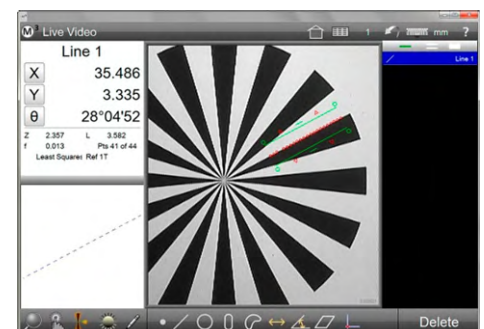 M³ Live Video
1
mm
?
Line 1
X 35.486
Y 3.335
θ 28°04'52
Z 2.357 L 3.582
f 0.013 Pts 41 of 44
Least Squares Ref 1T
Line 1
Delete